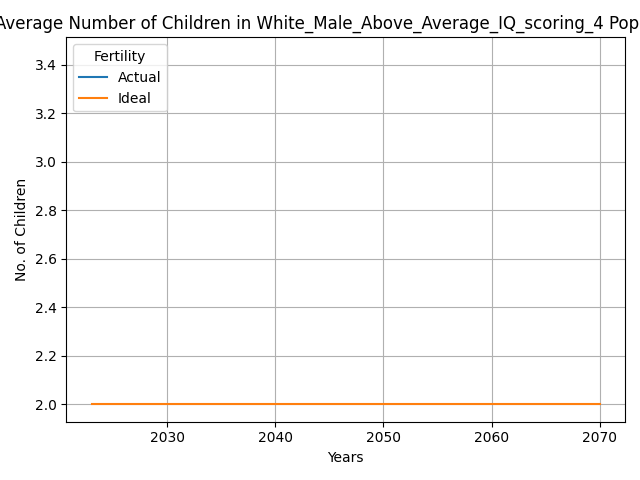 Average Number of Children in White_Male_Above_Average_IQ_scoring_4 Pop
Fertility
Actual
Ideal
3.4
3.2
3.0
2.8
2.6
2.4
2.2
2.0
No. of Children
2030 2040 2050 2060 2070
Years